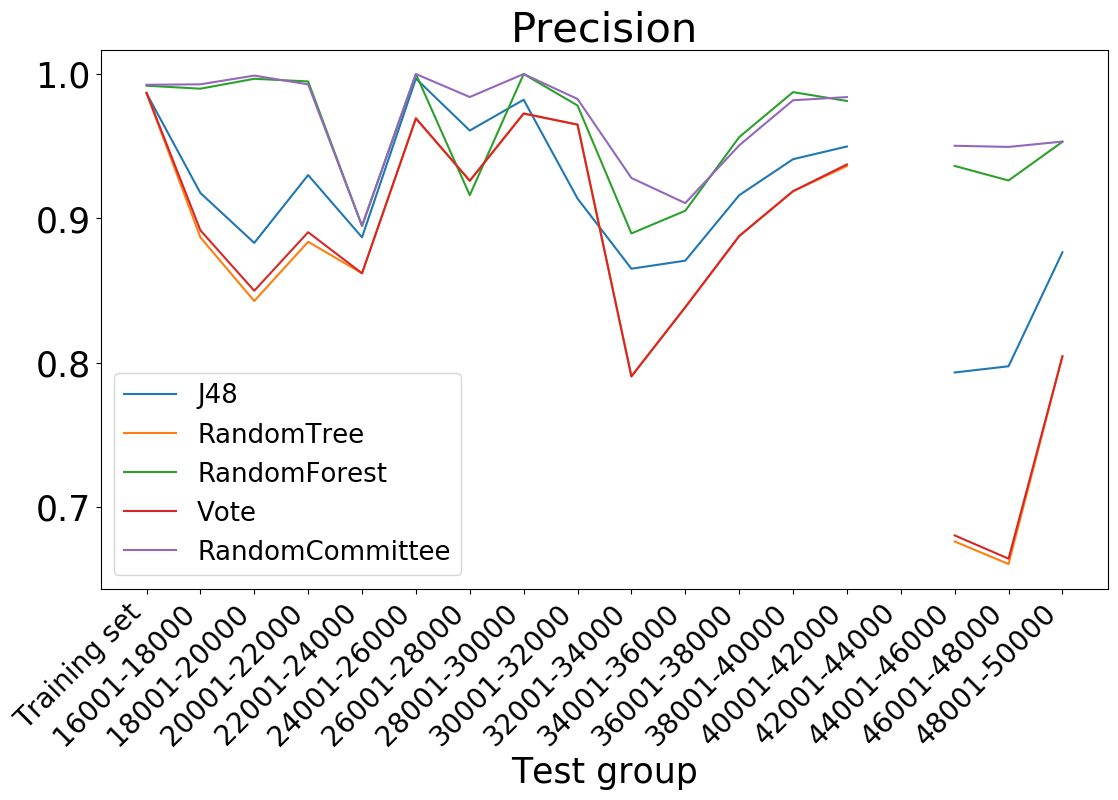 Precision
1.0
0.9
0.8
0.7
J48
RandomTree
RandomForest
Vote
RandomCommittee
Training set
16001-18000
18001-20000
20001-22000
22001-24000
24001-26000
26001-28000
28001-30000
30001-32000
32001-34000
34001-36000
36001-38000
38001-40000
40001-42000
42001-44000
44001-46000
46001-48000
48001-50000
Test group